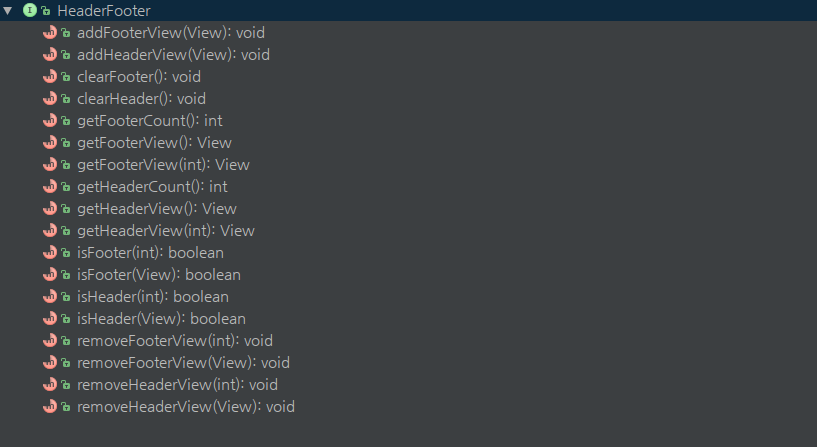 HeaderFooter
addFooterView(View): void
addHeaderView(View): void
clearFooter(): void
clearHeader(): void
getFooterCount(): int
getFooterView(): View
getFooterView(int): View
getHeaderCount(): int
getHeaderView(): View
getHeaderView(int): View
isFooter(int): boolean
isFooter(View): boolean
isHeader(int): boolean
isHeader(View): boolean
removeFooterView(int): void
removeFooterView(View): void
removeHeaderView(int): void
removeHeaderView(View): void